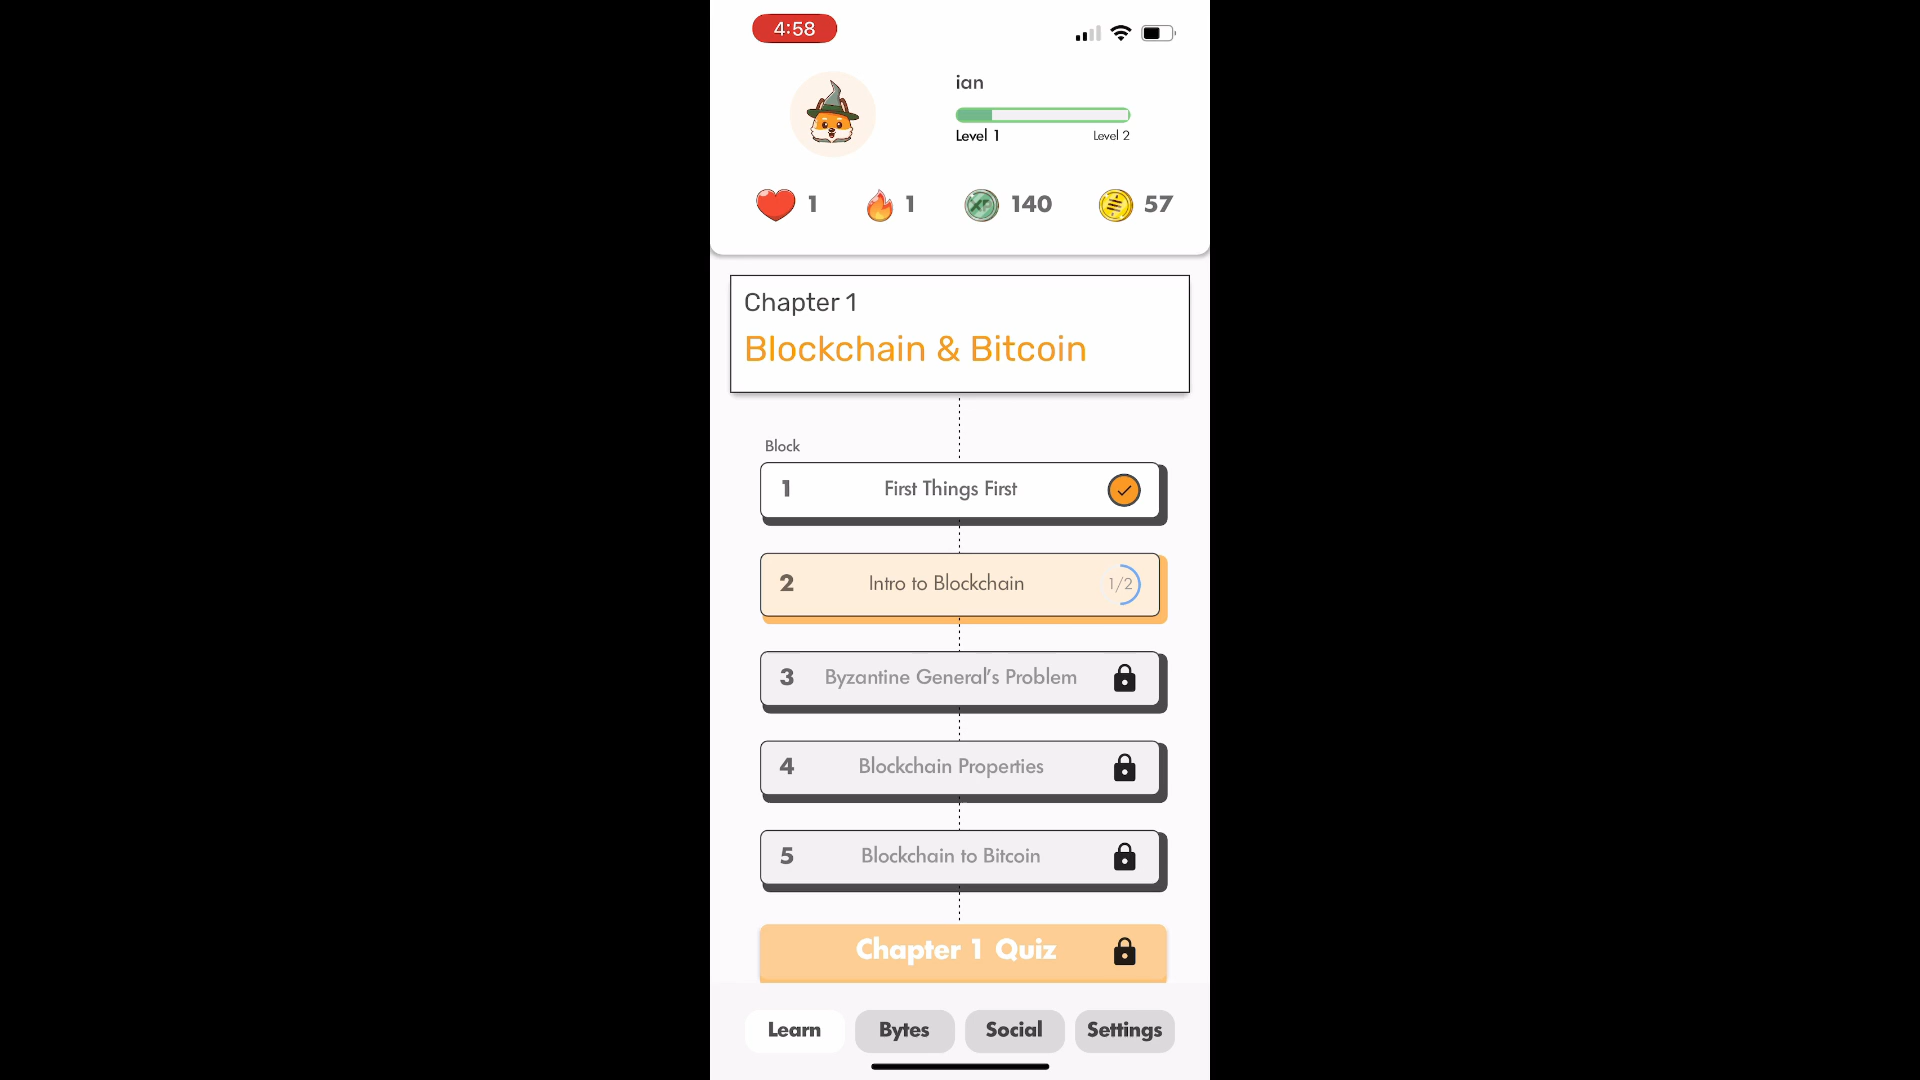 4:58
ian
Level 1
Level 2
1
1
XP
140
57
Chapter 1
Blockchain & Bitcoin
Block
1
First Things First
2
Intro to Blockchain
1/2
3
Byzantine General's Problem
4
Blockchain Properties
5
Blockchain to Bitcoin
Chapter 1 Quiz
Learn
Bytes
Social
Settings